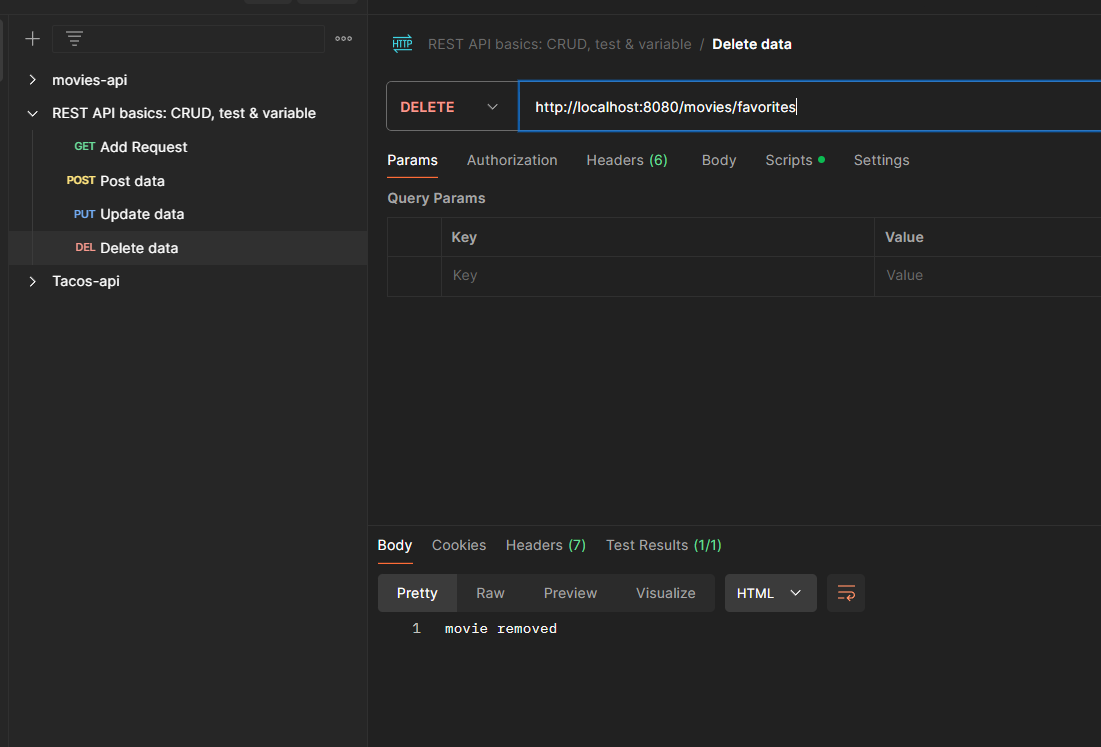 movies-api
REST API basics: CRUD, test & variable
GET Add Request
POST Post data
PUT Update data
DEL Delete data
Tacos-api
HTTP REST API basics: CRUD, test & variable / Delete data
DELETE http://localhost:8080/movies/favorites
Params Authorization Headers (6) Body Scripts Settings
Query Params
Key Value
Key Value
Body Cookies Headers (7) Test Results (1/1)
Pretty Raw Preview Visualize HTML
1 movie removed